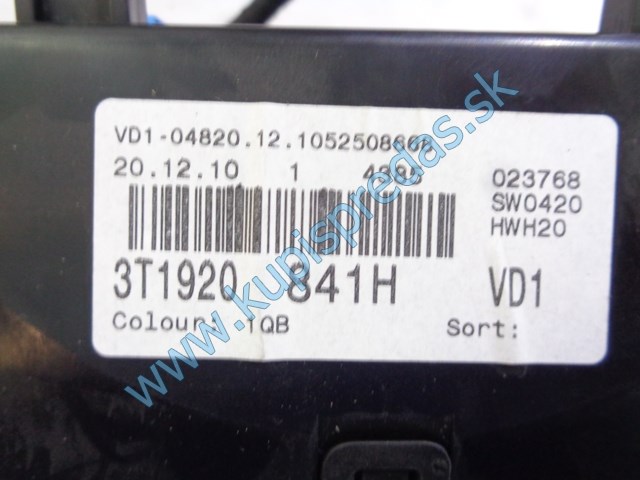 VD1-04820.12.1052508668
20.12.10 1 023768
SW0420
HWH20
3T1920 841H VD1
Colour: 1QB Sort:
www.kupispredas.sk